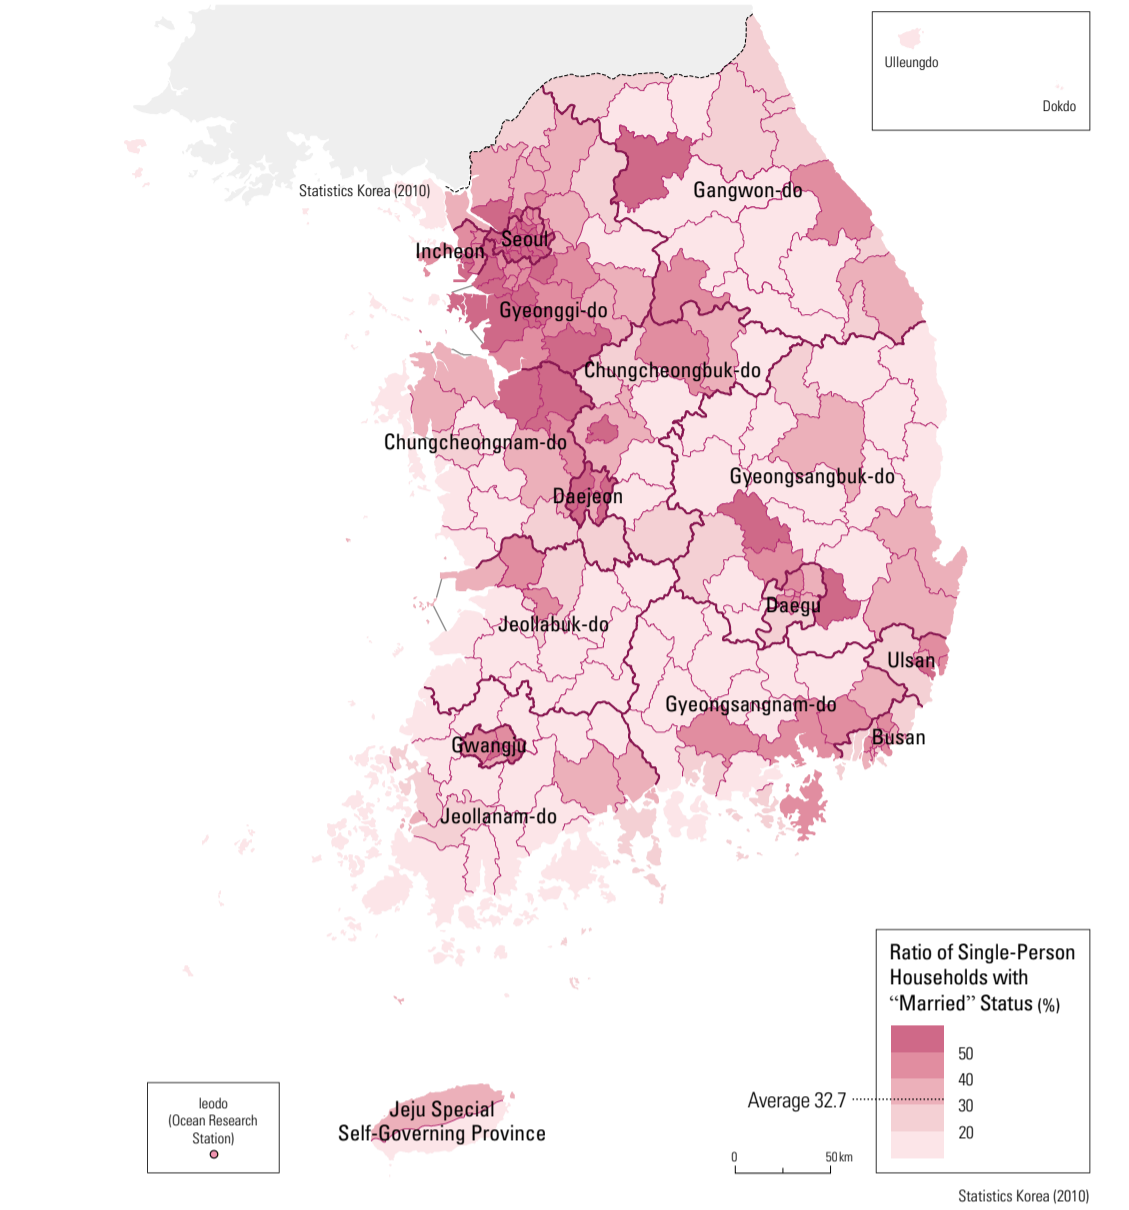 Ulleungdo
Dokdo
Statistics Korea (2010)
Gangwon-do
Seoul
Incheon
Gyeonggi-do
Chungcheongbuk-do
Chungcheongnam-do
Gyeongsangbuk-do
Daejeon
Daegu
Jeollabuk-do
Ulsan
Gyeongsangnam-do
Busan
Gwangju
Jeollanam-do
Ratio of Single-Person
Households with
“Married” Status (%)
50
40
Average 32.7
30
20
Ieodo
(Ocean Research
Station)
Jeju Special
Self-Governing Province
0
50 km
Statistics Korea (2010)